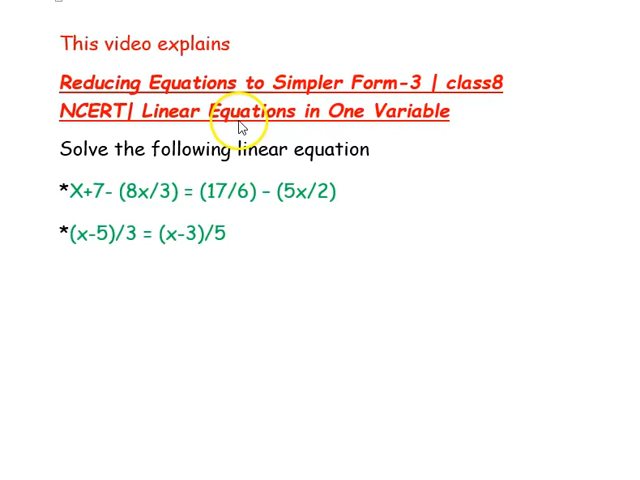 This video explains
Reducing Equations to Simpler Form-3 | class8
NCERT| Linear Equations in One Variable
Solve the following linear equation
*X+7- (8x/3) = (17/6) – (5x/2)
*(x-5)/3 = (x-3)/5